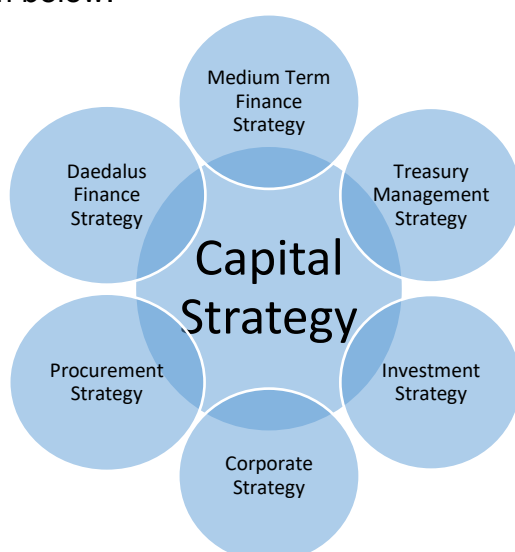 below:
Medium Term
Finance
Strategy
Daedalus
Finance
Strategy
Treasury
Management
Strategy
Capital
Strategy
Procurement
Strategy
Investment
Strategy
Corporate
Strategy